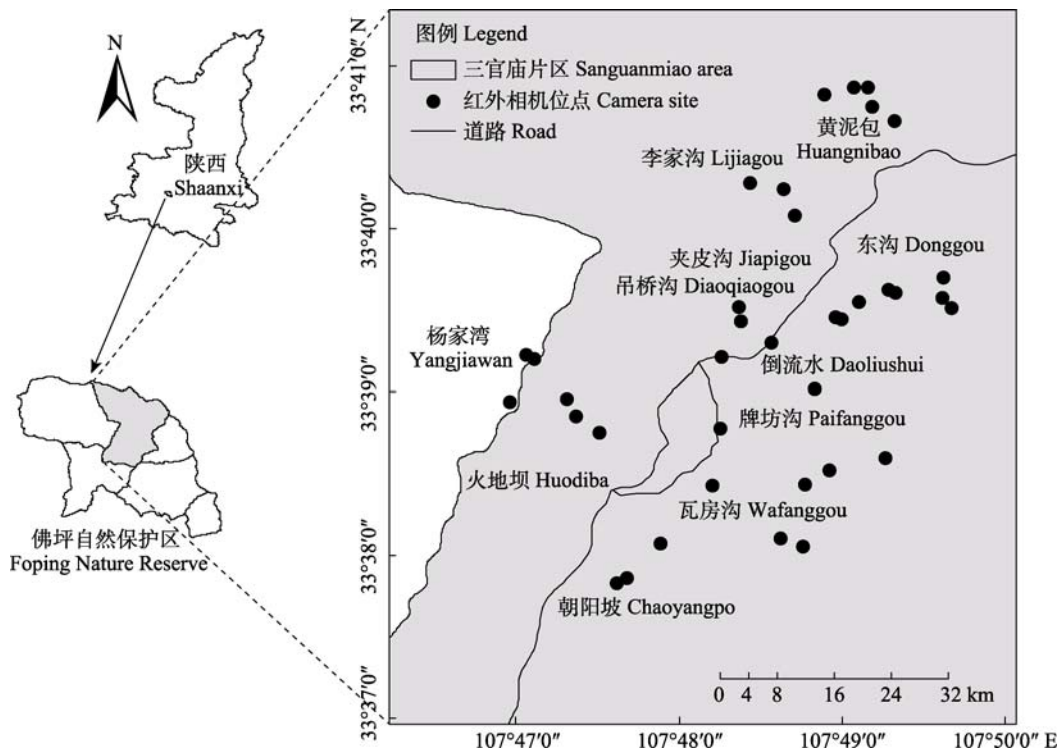 N
陕西
Shaanxi
佛坪自然保护区
Foping Nature Reserve
图例 Legend
三官庙片区 Sanguanmiao area
红外相机位点 Camera site
道路 Road
黄泥包
Huangnibao
李家沟 Lijiagou
东沟 Donggou
夹皮沟 Jiapigou
吊桥沟 Diaoqiaogou
杨家湾
Yangjiawan
倒流水 Daoliushui
牌坊沟 Paifanggou
火地坝 Huodiba
瓦房沟 Wafanggou
朝阳坡 Chaoyangpo
0 4 8 16 24 32 km
33°41'0″ N
33°40'0″
33°39'0″
33°38'0″
33°37'0″
107°47'0″ 107°48'0″ 107°49'0″ 107°50'0″ E